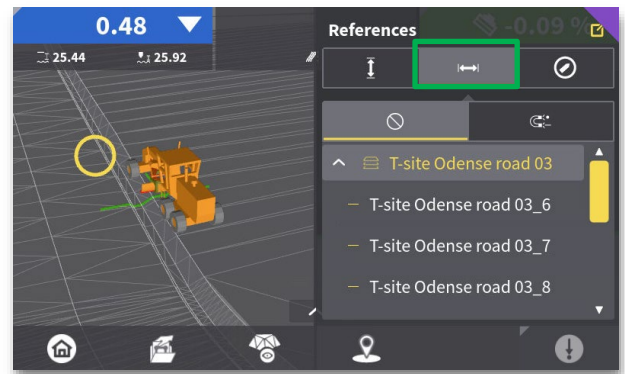 0.48
25.44 25.92
References
-0.09 %
T-site Odense road 03
T-site Odense road 03_6
T-site Odense road 03_7
T-site Odense road 03_8